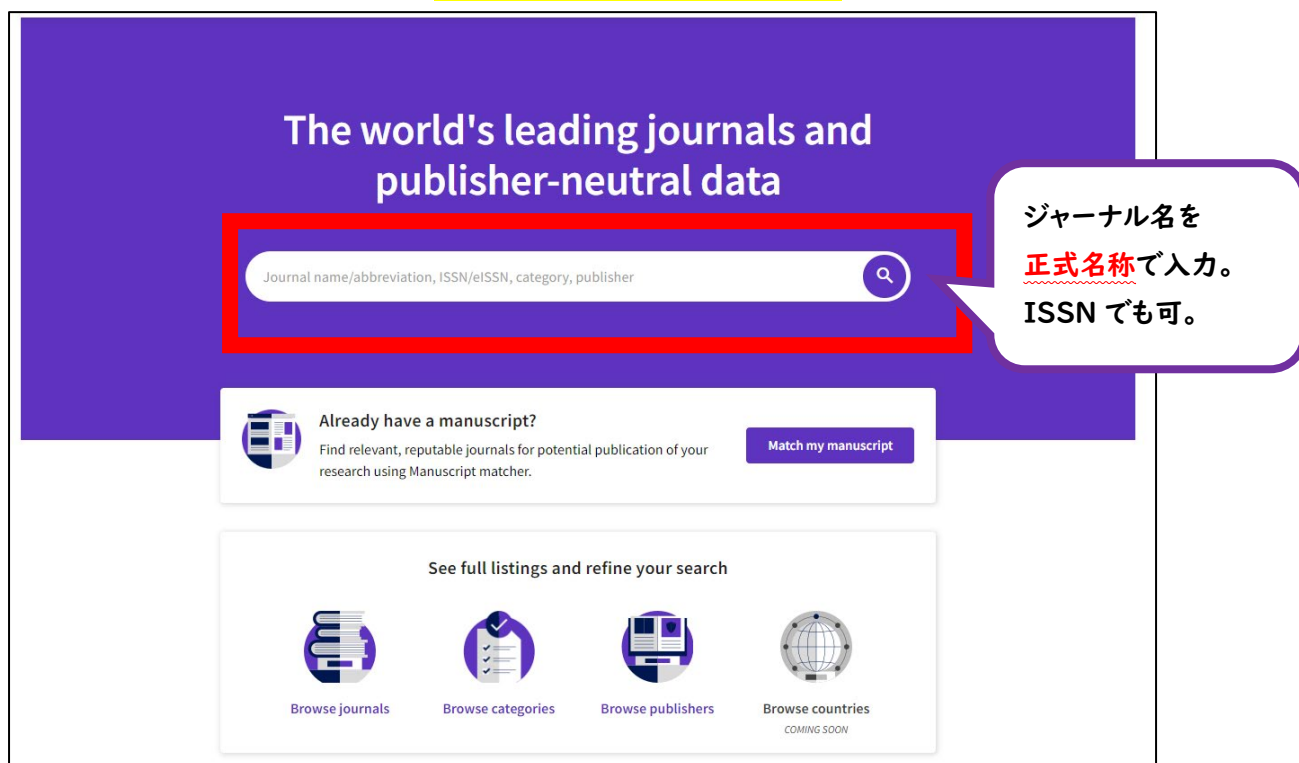 The world's leading journals and
publisher-neutral data
Journal name/abbreviation, ISSN/eISSN, category, publisher
ジャーナル名を
正式名称で入力。
ISSN でも可。
Already have a manuscript?
Find relevant, reputable journals for potential publication of your
research using Manuscript matcher.
Match my manuscript
See full listings and refine your search
Browse journals
Browse categories
Browse publishers
Browse countries
COMING SOON